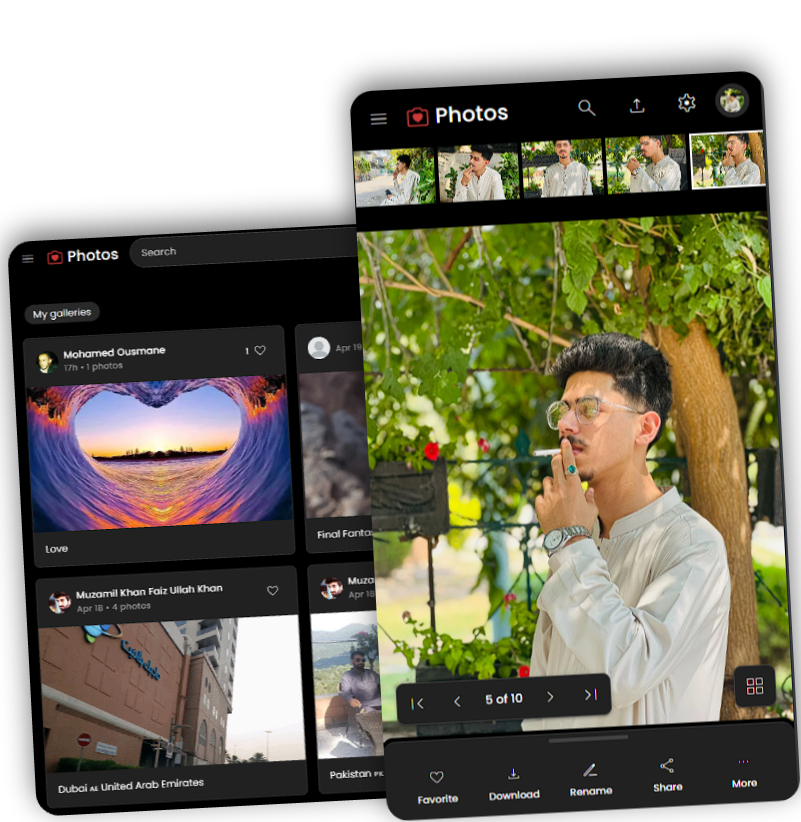 Photos
Photos
Search
My galleries
Mohamed Ousmane
17h • 1 photos
1
Apr 19
Love
Final Fanta
Muzamil Khan Faiz Ullah Khan
Apr 18 • 4 photos
Muza
Apr 18
Dubai AE United Arab Emirates
Pakistan PK
5 of 10
Favorite
Download
Rename
Share
More